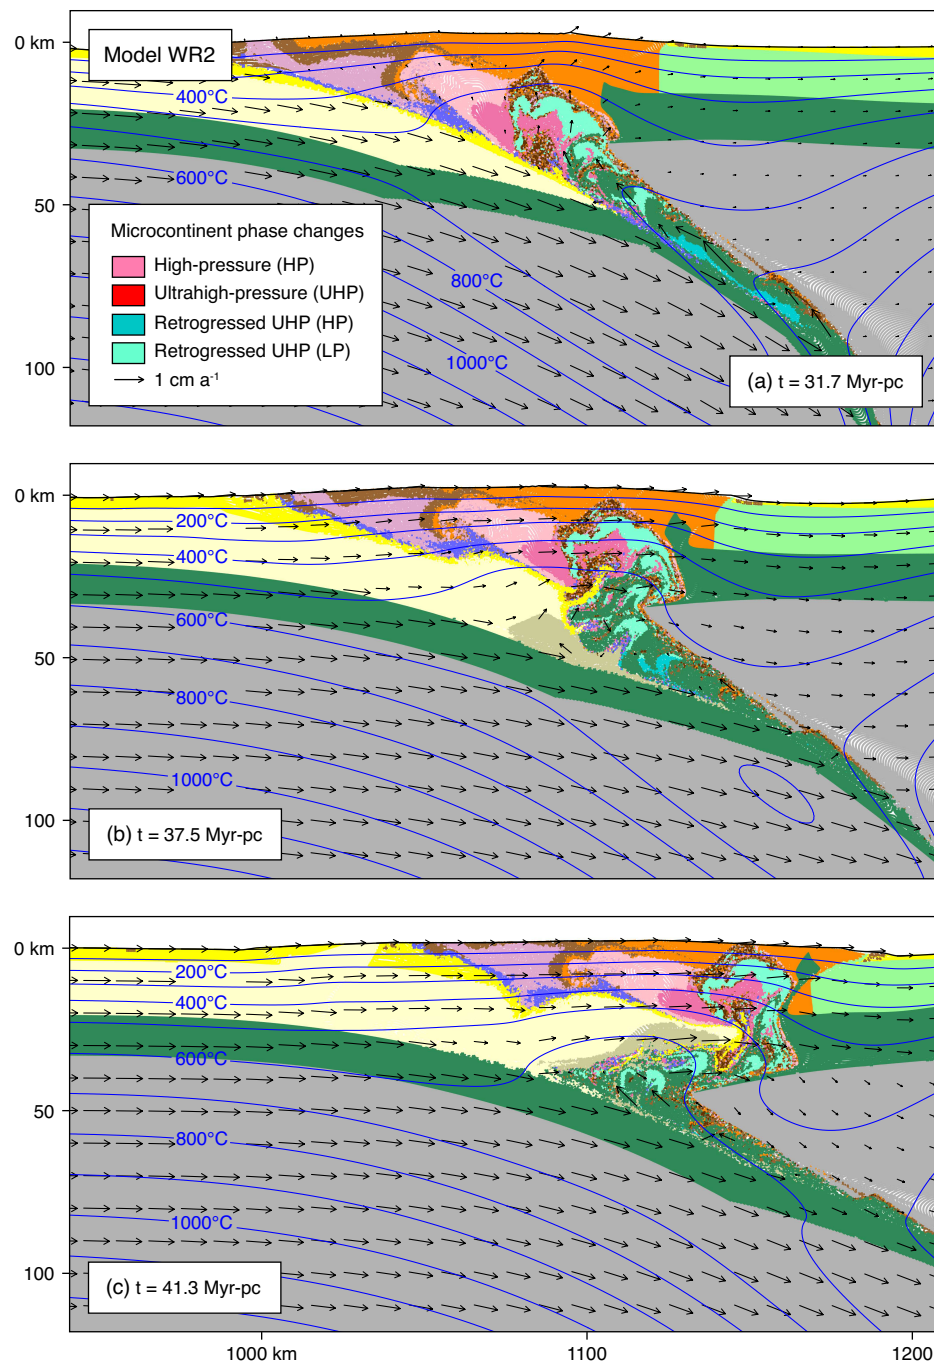 0 km
Model WR2
400°C
600°C
50
Microcontinent phase changes
High-pressure (HP)
Ultrahigh-pressure (UHP)
Retrogressed UHP (HP)
Retrogressed UHP (LP)
1 cm a⁻¹
800°C
1000°C
100
(a) t = 31.7 Myr-pc
0 km
200°C
400°C
600°C
50
800°C
1000°C
100
(b) t = 37.5 Myr-pc
0 km
200°C
400°C
600°C
50
800°C
1000°C
100
(c) t = 41.3 Myr-pc
1000 km
1100
1200